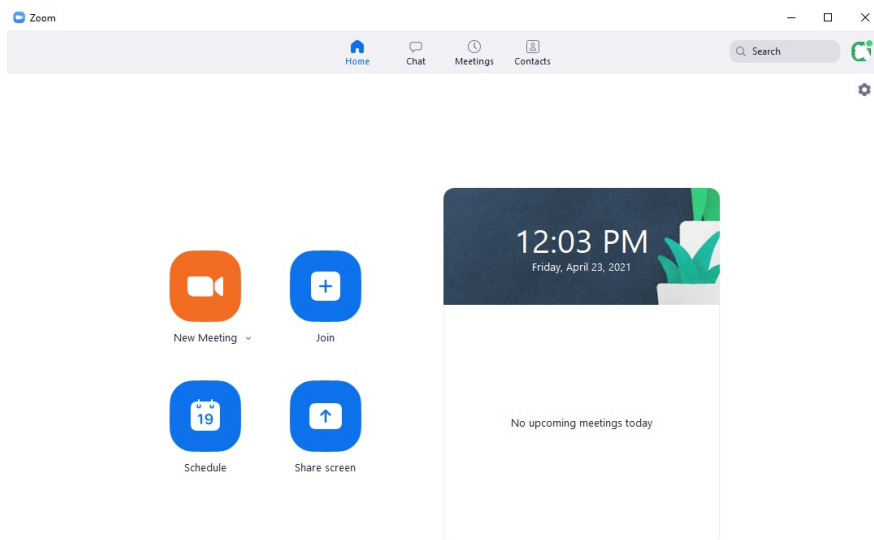 Zoom
Home Chat Meetings Contacts
Search
12:03 PM
Friday, April 23, 2021
New Meeting
Join
19
Schedule
Share screen
No upcoming meetings today